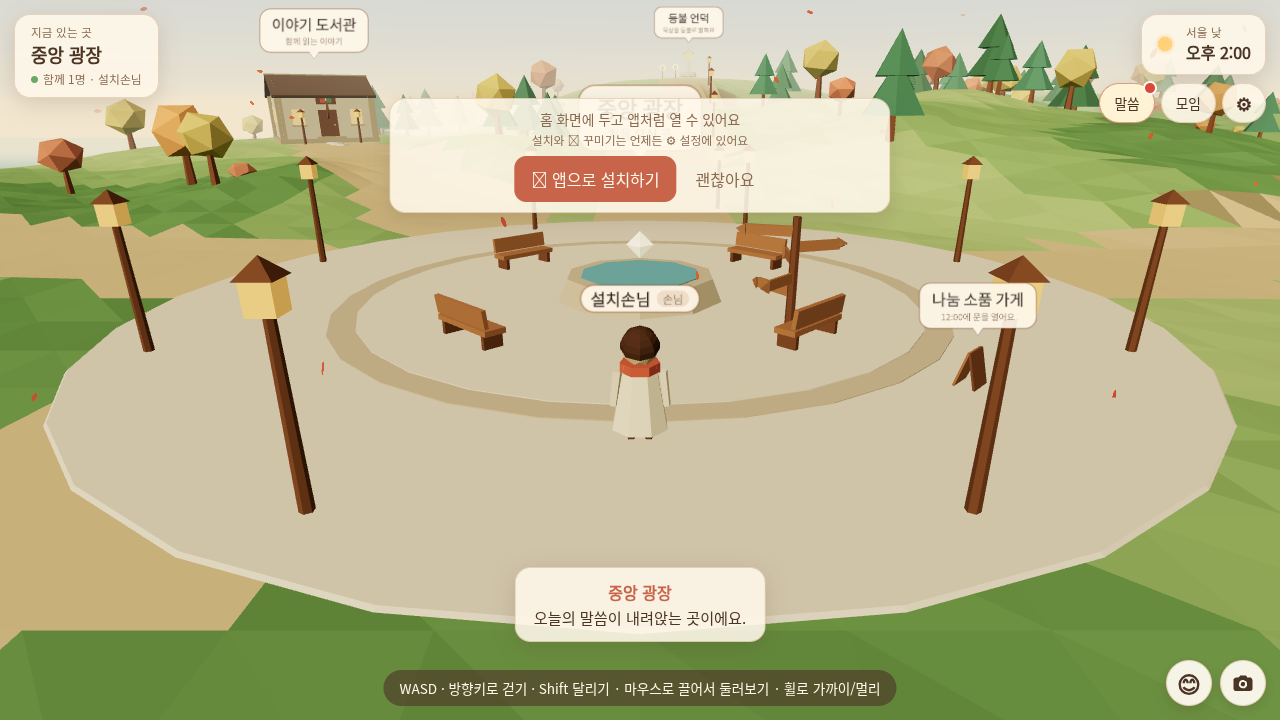 지금 있는 곳
중앙 광장
함께 1명 · 설치손님
이야기 도서관
함께 읽는 이야기
등불 언덕
서울 낮
오후 2:00
말씀
모임
중앙 광장
홈 화면에 두고 앱처럼 열 수 있어요
설치와 꾸미기는 언제든 ⚙ 설정에 있어요
앱으로 설치하기
괜찮아요
설치손님 손님
나눔 소품 가게
12:00에 문을 열어요
중앙 광장
오늘의 말씀이 내려앉는 곳이에요.
WASD · 방향키로 걷기 · Shift 달리기 · 마우스로 끌어서 둘러보기 · 휠로 가까이/멀리